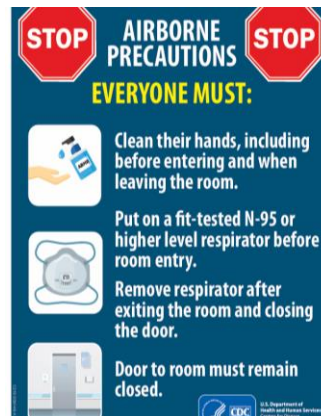 STOP
AIRBORNE
PRECAUTIONS
STOP
EVERYONE MUST:
Clean their hands, including
before entering and when
leaving the room.
Put on a fit-tested N-95 or
higher level respirator before
room entry.
Remove respirator after
exiting the room and closing
the door.
Door to room must remain
closed.
CDC
U.S. Department of
Health and Human Services